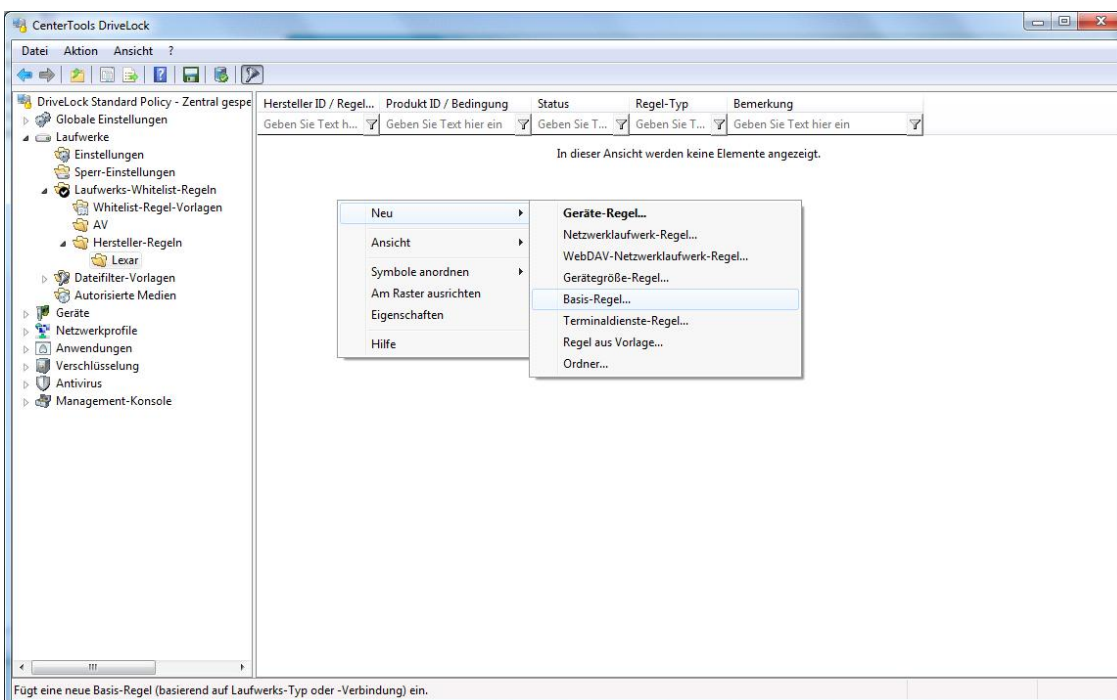 CenterTools DriveLock
Datei Aktion Ansicht ?
DriveLock Standard Policy - Zentral gespe
Globale Einstellungen
Laufwerke
Einstellungen
Sperr-Einstellungen
Laufwerks-Whitelist-Regeln
Whitelist-Regel-Vorlagen
AV
Hersteller-Regeln
Lexar
Dateifilter-Vorlagen
Autorisierte Medien
Geräte
Netzwerkprofile
Anwendungen
Verschlüsselung
Antivirus
Management-Konsole
Hersteller ID / Regel... Produkt ID / Bedingung Status Regel-Typ Bemerkung
Geben Sie Text h... Geben Sie Text hier ein Geben Sie T... Geben Sie T... Geben Sie Text hier ein
In dieser Ansicht werden keine Elemente angezeigt.
Neu
Ansicht
Symbole anordnen
Am Raster ausrichten
Eigenschaften
Hilfe
Geräte-Regel...
Netzwerklaufwerk-Regel...
WebDAV-Netzwerklaufwerk-Regel...
Gerätegröße-Regel...
Basis-Regel...
Terminaldienste-Regel...
Regel aus Vorlage...
Ordner...
Fügt eine neue Basis-Regel (basierend auf Laufwerks-Typ oder -Verbindung) ein.